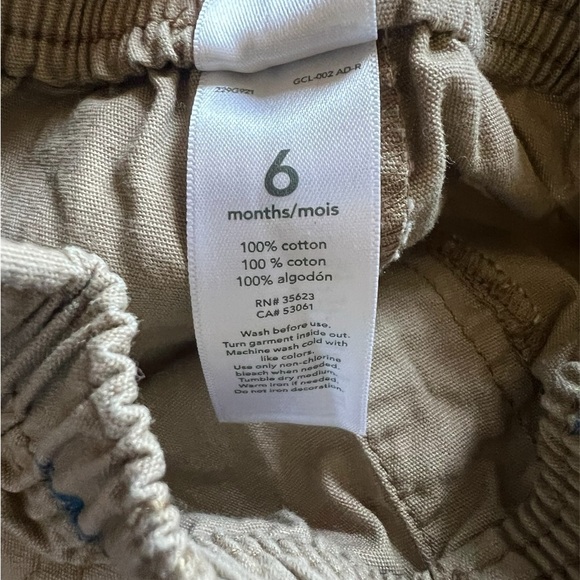 GCL-002 AD-R
6
months/mois
100% cotton
100 % coton
100% algodón
RN# 35623
CA# 53061
Wash before use.
Turn garment inside out.
Machine wash cold with
like colors.
Use only non-chlorine
bleach when needed.
Tumble dry medium.
Warm iron if needed.
Do not iron decoration.